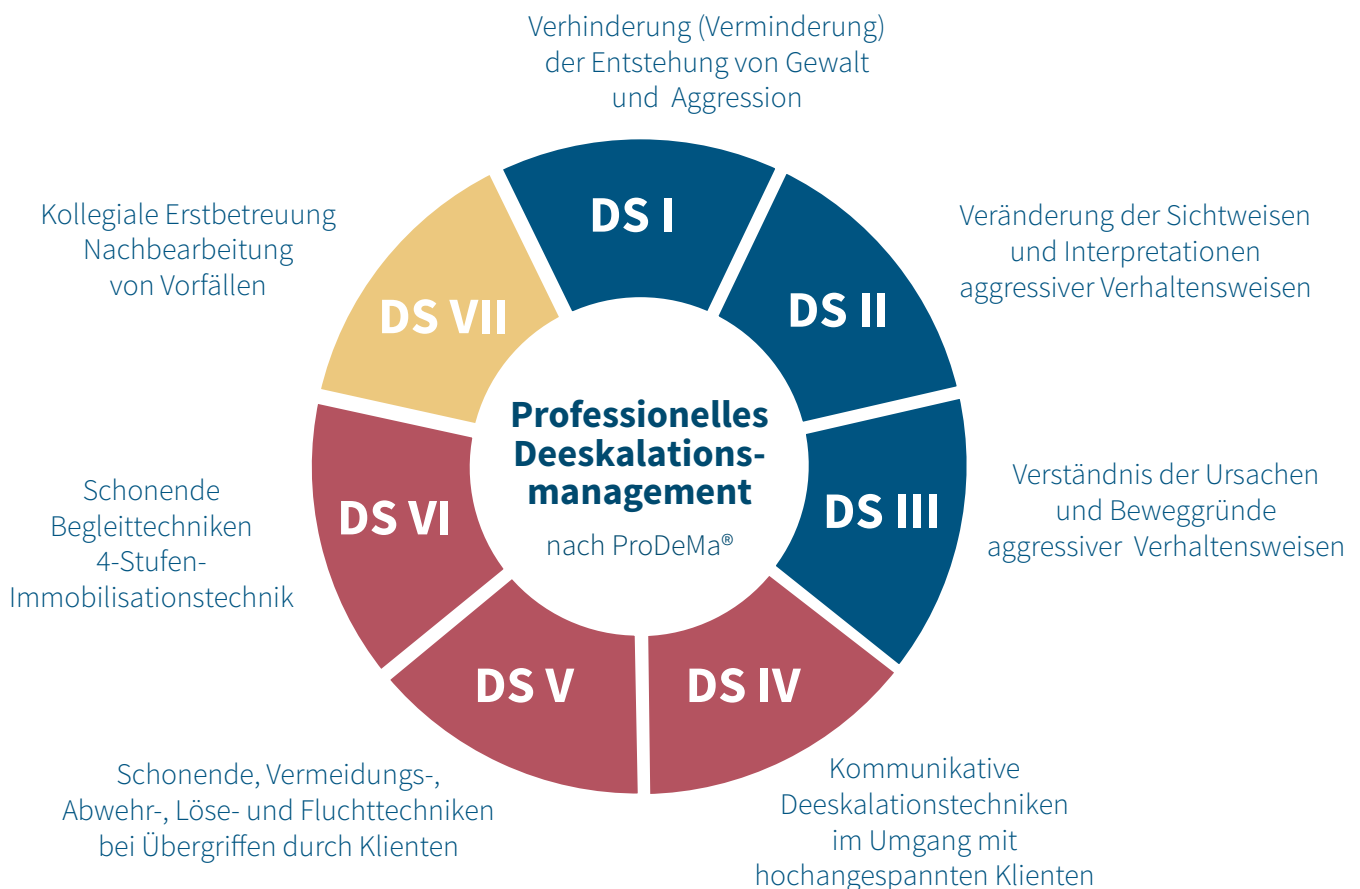 Verhinderung (Verminderung)
der Entstehung von Gewalt
und Aggression
DS I
Veränderung der Sichtweisen
und Interpretationen
aggressiver Verhaltensweisen
DS II
Verständnis der Ursachen
und Beweggründe
aggressiver Verhaltensweisen
DS III
Kommunikative
Deeskalationstechniken
im Umgang mit
hochangespannten Klienten
DS IV
Schonende, Vermeidungs-,
Abwehr-, Löse- und Fluchttechniken
bei Übergriffen durch Klienten
DS V
Schonende
Begleittechniken
4-Stufen-
Immobilisationstechnik
DS VI
Kollegiale Erstbetreuung
Nachbearbeitung
von Vorfällen
DS VII
Professionelles
Deeskalations-
management
nach ProDeMa®